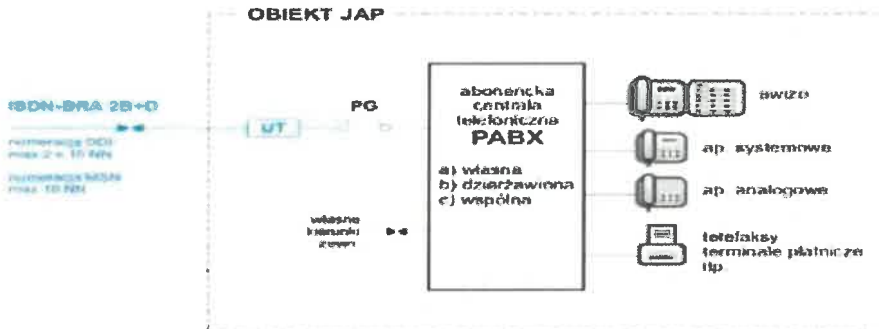 OBIEKT JAP
ISDN-BRA 2B+D
numeracja DDI
max 2 × 10 NN
numeracja MSN
max 10 NN
UT
PG
abonencka
centrala
telefoniczna
PABX
a) własna
b) dzierżawiona
c) wspólna
własne
kierunki
zewn
awizo
ap. systemowe
ap. analogowe
telefaksy
terminale płatnicze
itp.